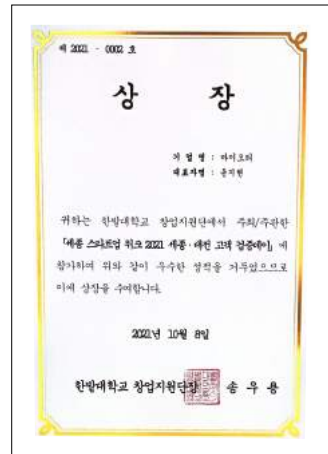 제 2021 - 0002 호
상 장
기 업 명 : 마이오터
대표자명 : 윤지현
귀하는 한밭대학교 창업지원단에서 주최/주관한
「세종 스타트업 위크 2021 세종·대전 고객 검증데이」에
참가하여 위와 같이 우수한 성적을 거두었으므로
이에 상장을 수여합니다.
2021년 10월 8일
한밭대학교 창업지원단장 송 우 용